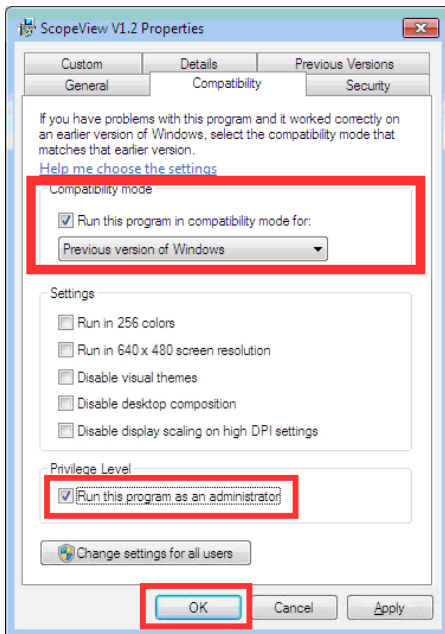 ScopeView V1.2 Properties
Custom Details Previous Versions
General Compatibility Security
If you have problems with this program and it worked correctly on
an earlier version of Windows, select the compatibility mode that
matches that earlier version.
Help me choose the settings
Compatibility mode
Run this program in compatibility mode for:
Previous version of Windows
Settings
Run in 256 colors
Run in 640 x 480 screen resolution
Disable visual themes
Disable desktop composition
Disable display scaling on high DPI settings
Privilege Level
Run this program as an administrator
Change settings for all users
OK Cancel Apply